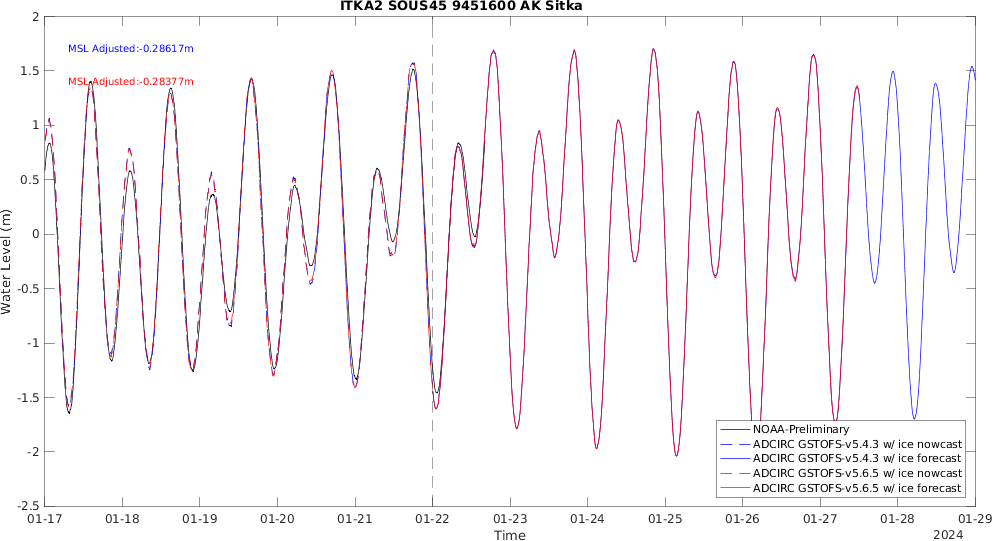 ITKA2 SOUS45 9451600 AK Sitka
MSL Adjusted:-0.28617m
MSL Adjusted:-0.28377m
Water Level (m)
2
1.5
1
0.5
0
-0.5
-1
-1.5
-2
-2.5
NOAA-Preliminary
ADCIRC GSTOFS-v5.4.3 w/ ice nowcast
ADCIRC GSTOFS-v5.4.3 w/ ice forecast
ADCIRC GSTOFS-v5.6.5 w/ ice nowcast
ADCIRC GSTOFS-v5.6.5 w/ ice forecast
01-17 01-18 01-19 01-20 01-21 01-22 01-23 01-24 01-25 01-26 01-27 01-28 01-29
Time
2024